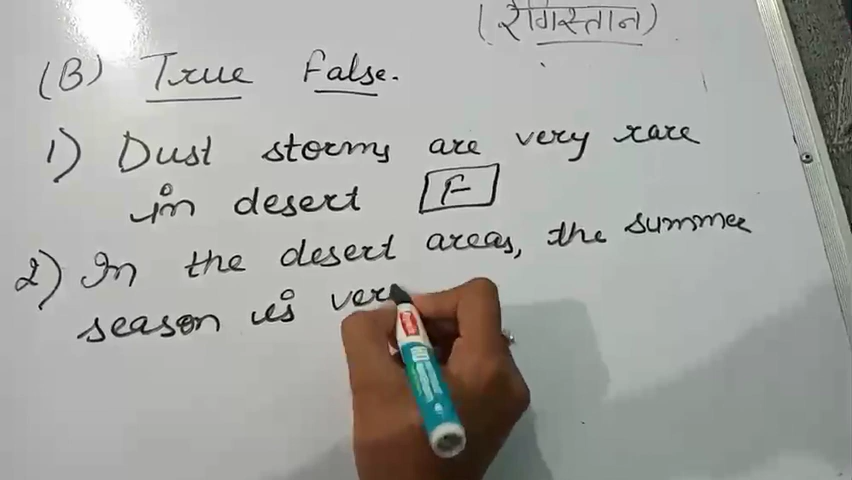 (रेगिस्तान)
(B) True False.
1) Dust storms are very rare
in desert F
2) In the desert areas, the summer
season is ver